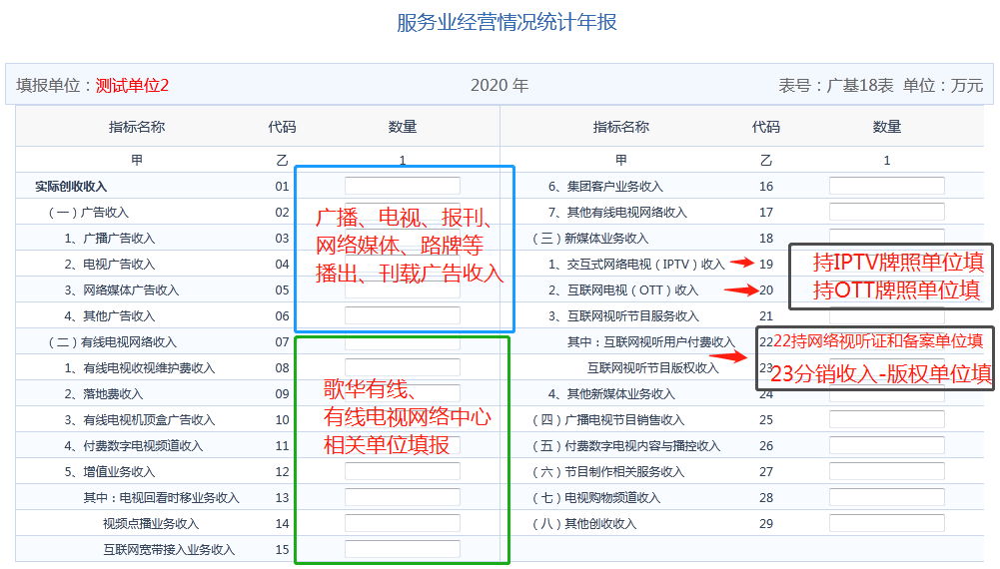 服务业经营情况统计年报
填报单位：测试单位2 2020 年 表号：广基18表 单位：万元
指标名称 代码 数量 指标名称 代码 数量
甲 乙 1 甲 乙 1
实际创收收入 01
（一）广告收入 02
1、广播广告收入 03
2、电视广告收入 04
3、网络媒体广告收入 05
4、其他广告收入 06
广播、电视、报刊、
网络媒体、路牌等
播出、刊载广告收入
（二）有线电视网络收入 07
1、有线电视收视维护费收入 08
2、落地费收入 09
3、有线电视机顶盒广告收入 10
4、付费数字电视频道收入 11
5、增值业务收入 12
其中：电视回看时移业务收入 13
视频点播业务收入 14
互联网宽带接入业务收入 15
歌华有线、
有线电视网络中心
相关单位填报
6、集团客户业务收入 16
7、其他有线电视网络收入 17
（三）新媒体业务收入 18
1、交互式网络电视（IPTV）收入 19 持IPTV牌照单位填
2、互联网电视（OTT）收入 20 持OTT牌照单位填
3、互联网视听节目服务收入 21
其中：互联网视听用户付费收入 22 22持网络视听证和备案单位填
互联网视听节目版权收入 23 23分销收入-版权单位填
4、其他新媒体业务收入 24
（四）广播电视节目销售收入 25
（五）付费数字电视内容与播控收入 26
（六）节目制作相关服务收入 27
（七）电视购物频道收入 28
（八）其他创收收入 29